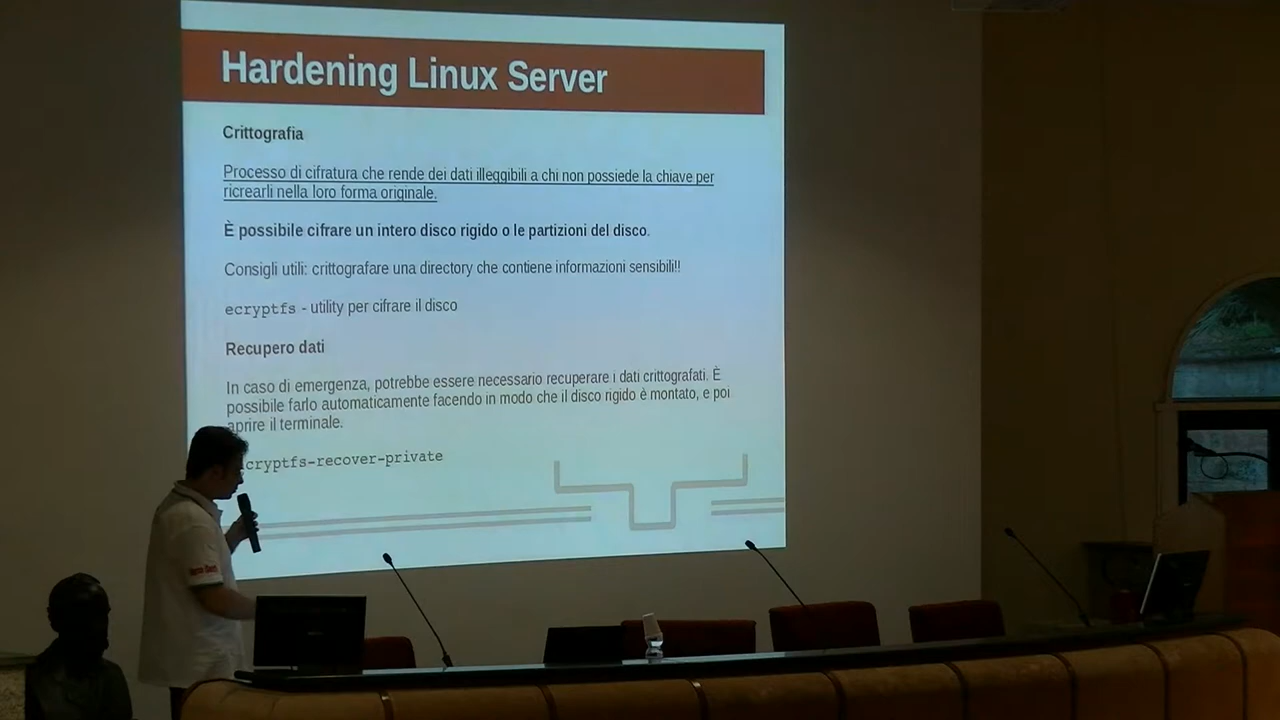 Hardening Linux Server
Crittografia
Processo di cifratura che rende dei dati illeggibili a chi non possiede la chiave per
ricrearli nella loro forma originale.
È possibile cifrare un intero disco rigido o le partizioni del disco.
Consigli utili: crittografare una directory che contiene informazioni sensibili!!
ecryptfs - utility per cifrare il disco
Recupero dati
In caso di emergenza, potrebbe essere necessario recuperare i dati crittografati. È
possibile farlo automaticamente facendo in modo che il disco rigido è montato, e poi
aprire il terminale.
cryptfs-recover-private